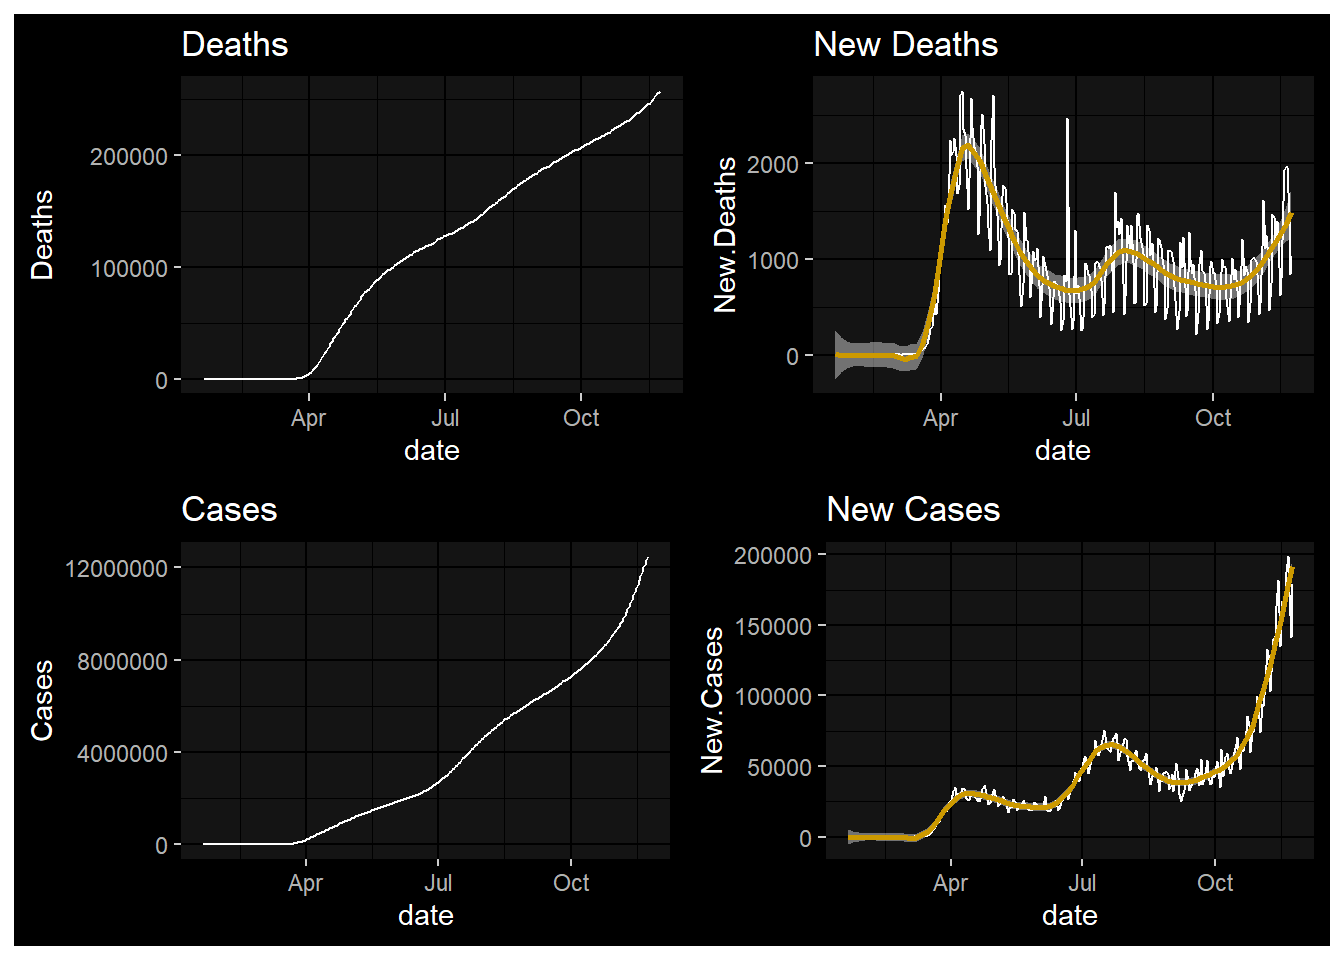 Deaths
Deaths
200000
100000
0
Apr Jul Oct
date
New Deaths
New.Deaths
2000
1000
0
Apr Jul Oct
date
Cases
Cases
12000000
8000000
4000000
0
Apr Jul Oct
date
New Cases
New.Cases
200000
150000
100000
50000
0
Apr Jul Oct
date